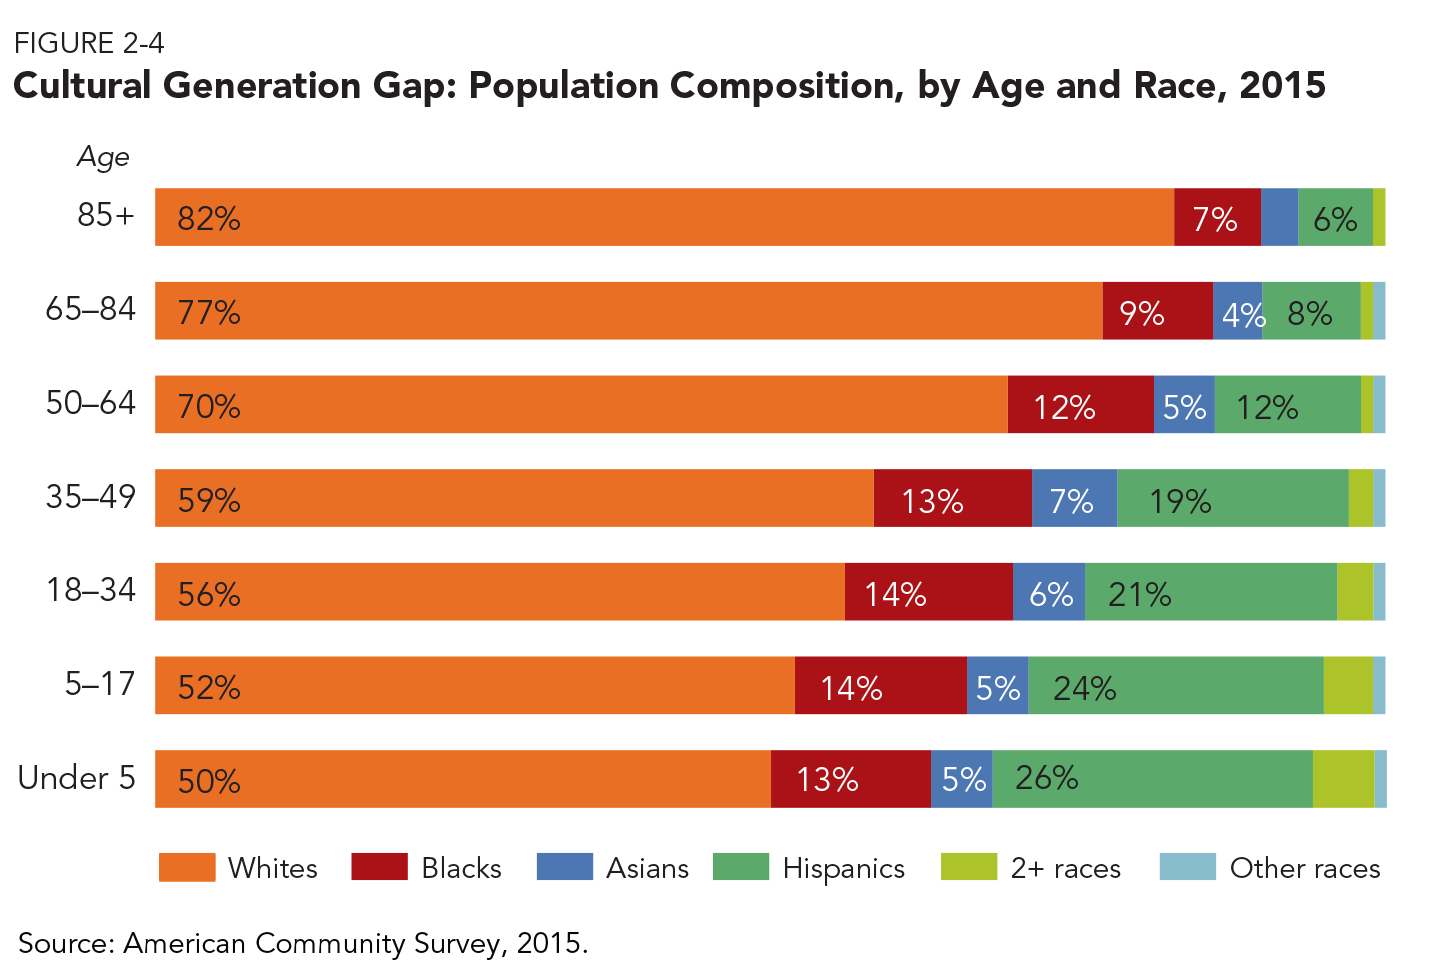 FIGURE 2-4
Cultural Generation Gap: Population Composition, by Age and Race, 2015
Age
85+ 82% 7% 6%
65–84 77% 9% 4% 8%
50–64 70% 12% 5% 12%
35–49 59% 13% 7% 19%
18–34 56% 14% 6% 21%
5–17 52% 14% 5% 24%
Under 5 50% 13% 5% 26%
Whites Blacks Asians Hispanics 2+ races Other races
Source: American Community Survey, 2015.